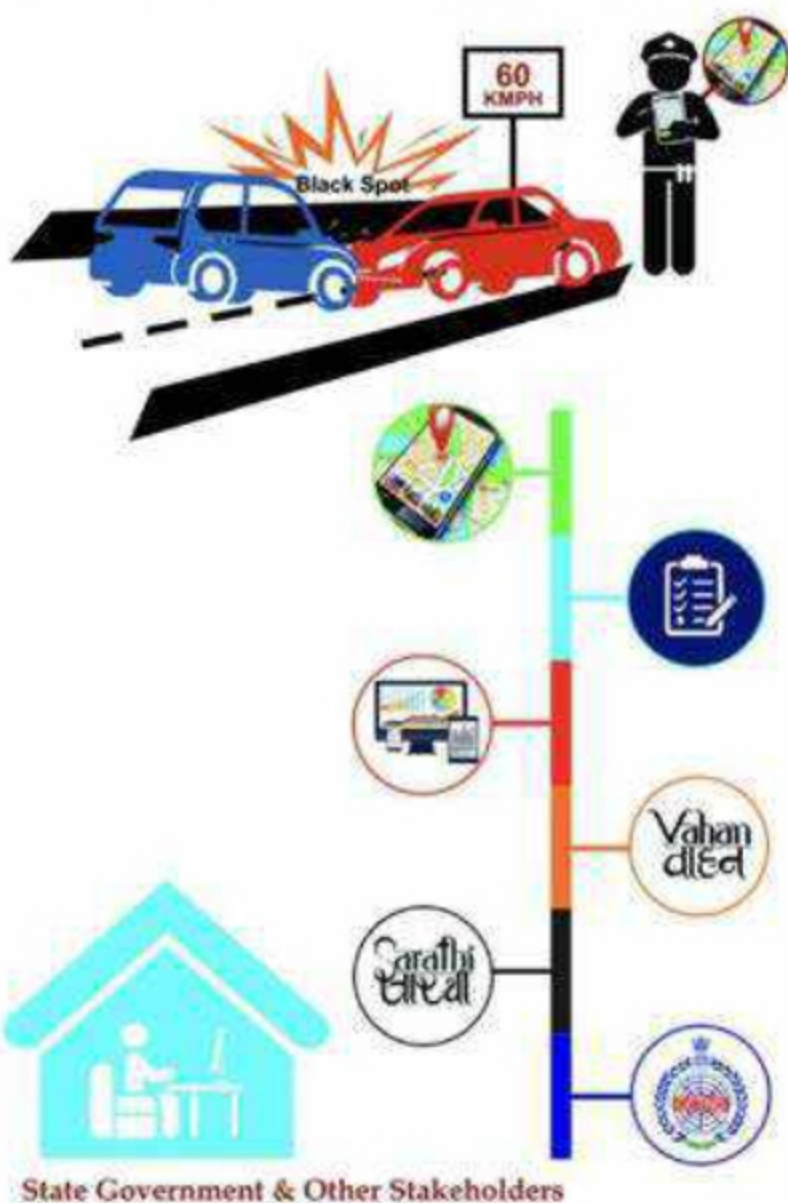 60
KMPH
Black Spot
Vahan
वाहन
Sarathi
सारथी
State Government & Other Stakeholders